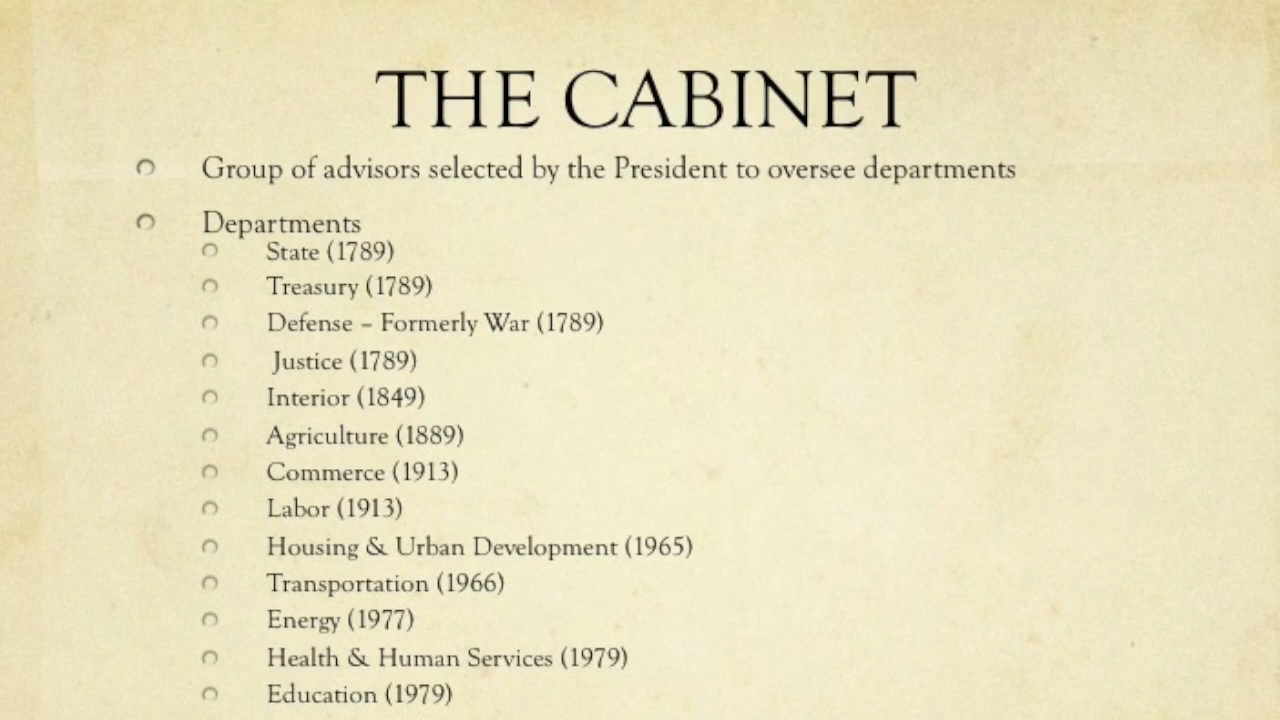 THE CABINET
Group of advisors selected by the President to oversee departments
Departments
State (1789)
Treasury (1789)
Defense – Formerly War (1789)
Justice (1789)
Interior (1849)
Agriculture (1889)
Commerce (1913)
Labor (1913)
Housing & Urban Development (1965)
Transportation (1966)
Energy (1977)
Health & Human Services (1979)
Education (1979)